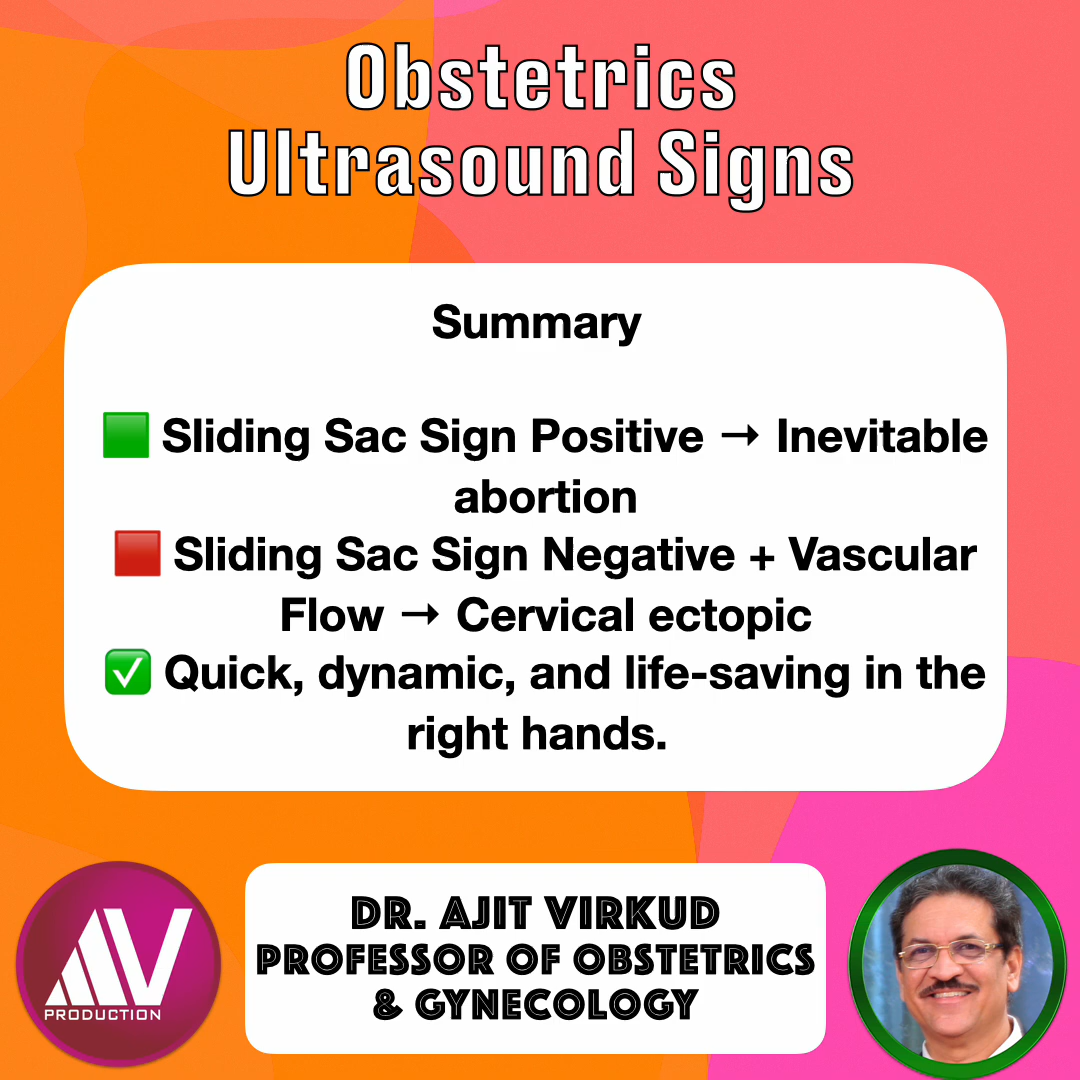 Obstetrics
Ultrasound Signs
Summary
🟩 Sliding Sac Sign Positive → Inevitable
abortion
🟥 Sliding Sac Sign Negative + Vascular
Flow → Cervical ectopic
✅ Quick, dynamic, and life-saving in the
right hands.
AV
PRODUCTION
DR. AJIT VIRKUD
PROFESSOR OF OBSTETRICS
& GYNECOLOGY